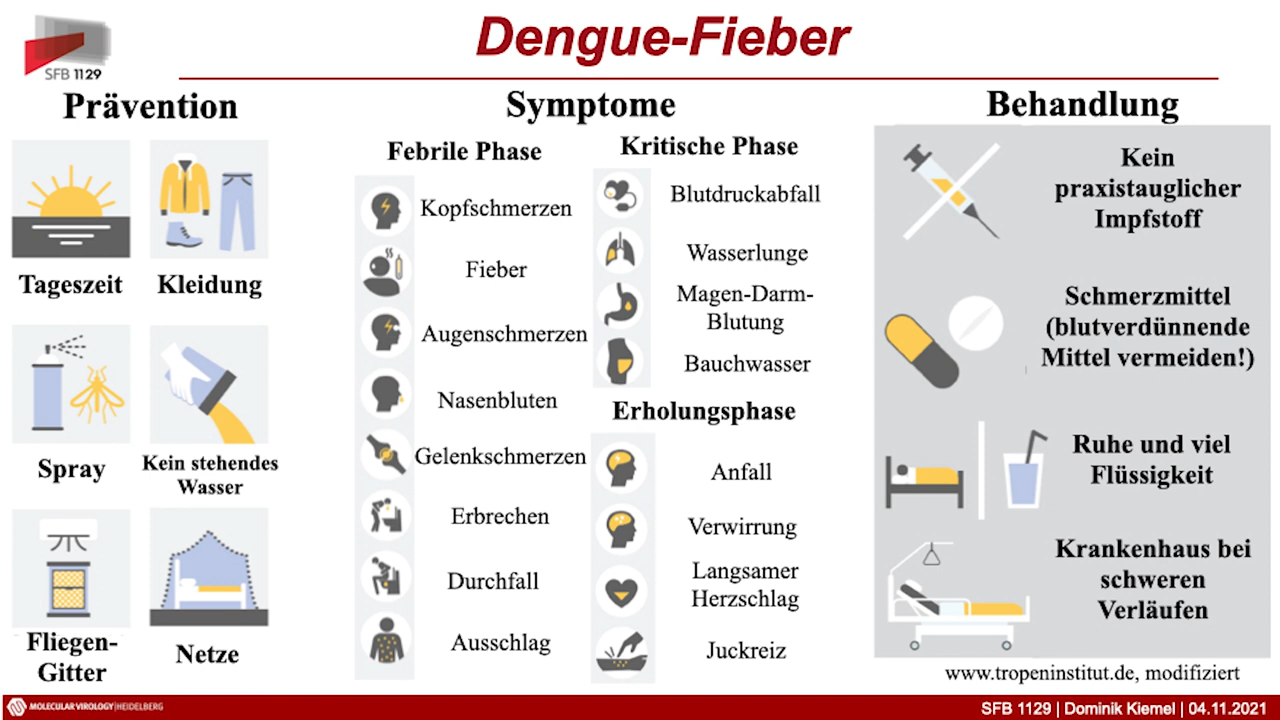 SFB 1129
Dengue-Fieber
Prävention
Tageszeit
Kleidung
Spray
Kein stehendes
Wasser
Fliegen-
Gitter
Netze
Symptome
Febrile Phase
Kopfschmerzen
Fieber
Augenschmerzen
Nasenbluten
Gelenkschmerzen
Erbrechen
Durchfall
Ausschlag
Kritische Phase
Blutdruckabfall
Wasserlunge
Magen-Darm-
Blutung
Bauchwasser
Erholungsphase
Anfall
Verwirrung
Langsamer
Herzschlag
Juckreiz
Behandlung
Kein
praxistauglicher
Impfstoff
Schmerzmittel
(blutverdünnende
Mittel vermeiden!)
Ruhe und viel
Flüssigkeit
Krankenhaus bei
schweren
Verläufen
www.tropeninstitut.de, modifiziert
MOLECULAR VIROLOGY|HEIDELBERG
SFB 1129 | Dominik Kiemel | 04.11.2021